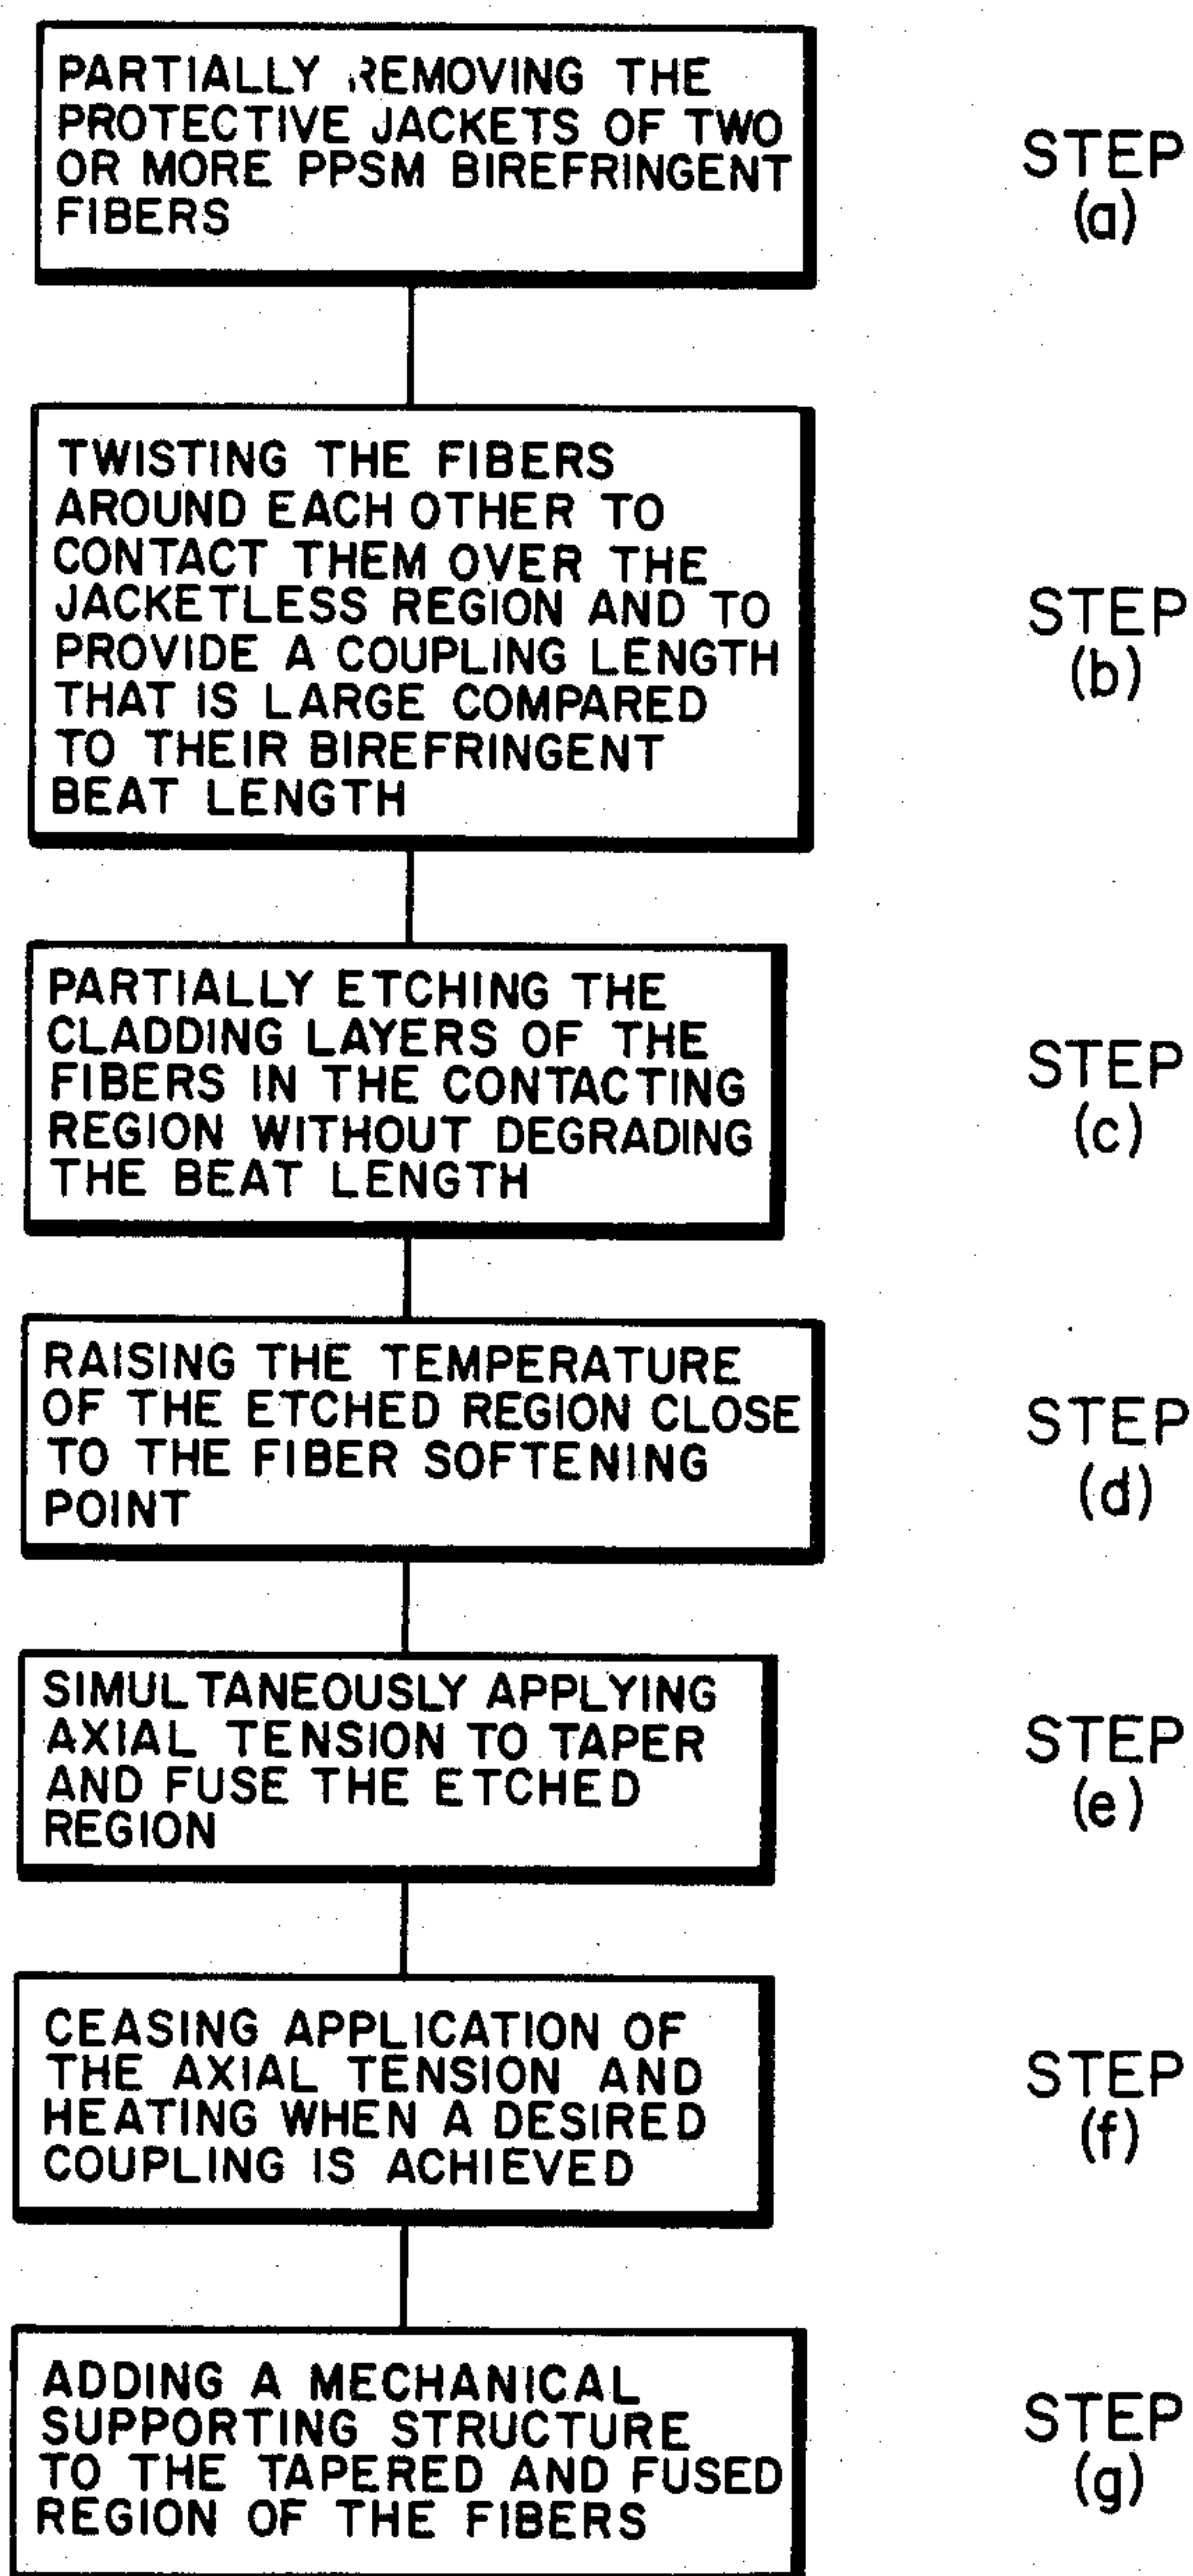 PARTIALLY REMOVING THE
PROTECTIVE JACKETS OF TWO
OR MORE PPSM BIREFRINGENT
FIBERS
STEP
(a)
TWISTING THE FIBERS
AROUND EACH OTHER TO
CONTACT THEM OVER THE
JACKETLESS REGION AND TO
PROVIDE A COUPLING LENGTH
THAT IS LARGE COMPARED
TO THEIR BIREFRINGENT
BEAT LENGTH
STEP
(b)
PARTIALLY ETCHING THE
CLADDING LAYERS OF THE
FIBERS IN THE CONTACTING
REGION WITHOUT DEGRADING
THE BEAT LENGTH
STEP
(c)
RAISING THE TEMPERATURE
OF THE ETCHED REGION CLOSE
TO THE FIBER SOFTENING
POINT
STEP
(d)
SIMULTANEOUSLY APPLYING
AXIAL TENSION TO TAPER
AND FUSE THE ETCHED
REGION
STEP
(e)
CEASING APPLICATION OF
THE AXIAL TENSION AND
HEATING WHEN A DESIRED
COUPLING IS ACHIEVED
STEP
(f)
ADDING A MECHANICAL
SUPPORTING STRUCTURE
TO THE TAPERED AND FUSED
REGION OF THE FIBERS
STEP
(g)